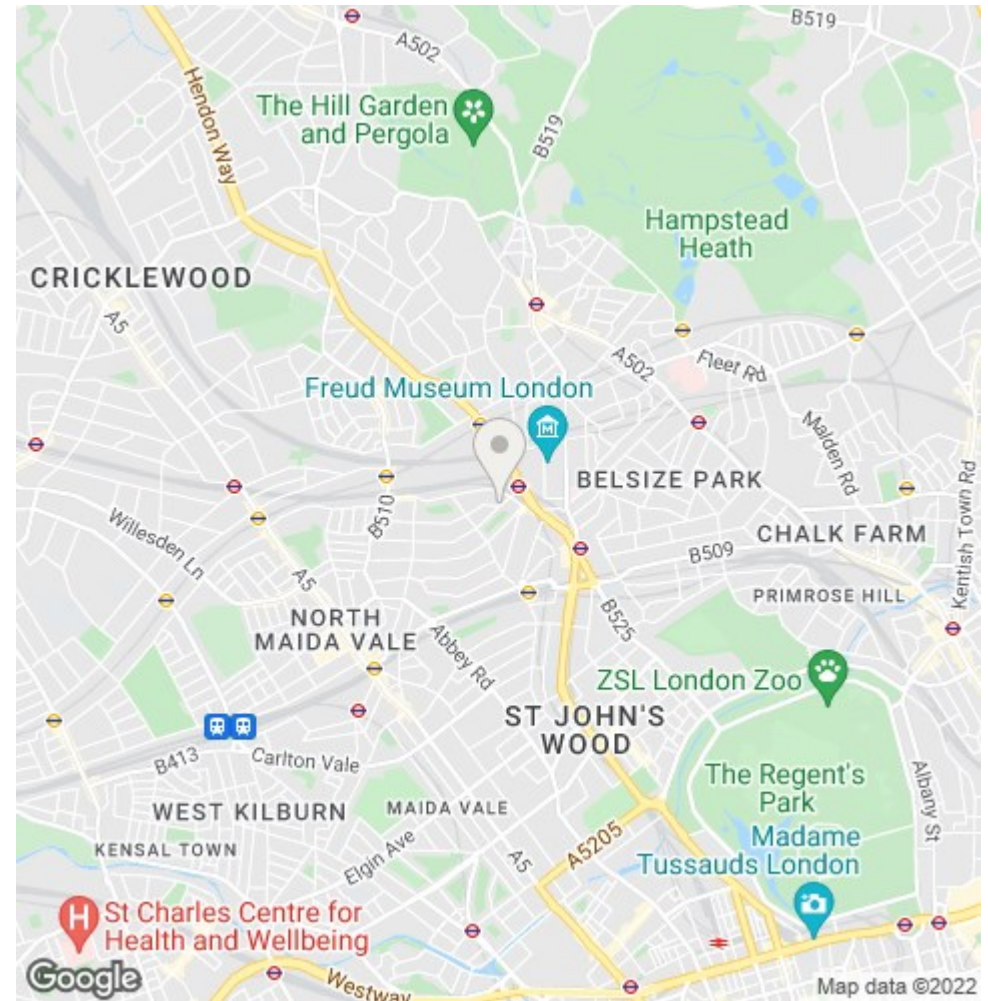 B519
A502
Hendon Way
The Hill Garden
and Pergola
B519
Hampstead
Heath
CRICKLEWOOD
A5
A502
Fleet Rd
Freud Museum London
Malden Rd
BELSIZE PARK
B510
Willesden Ln
CHALK FARM
Kentish Town Rd
B509
A5
PRIMROSE HILL
NORTH
MAIDA VALE
B525
Abbey Rd
ZSL London Zoo
ST JOHN'S
WOOD
B413
Carlton Vale
The Regent's
Park
Albany St
WEST KILBURN
MAIDA VALE
Madame
Tussauds London
KENSAL TOWN
Elgin Ave
A5
A5205
H
St Charles Centre for
Health and Wellbeing
Westway
Google
Map data ©2022